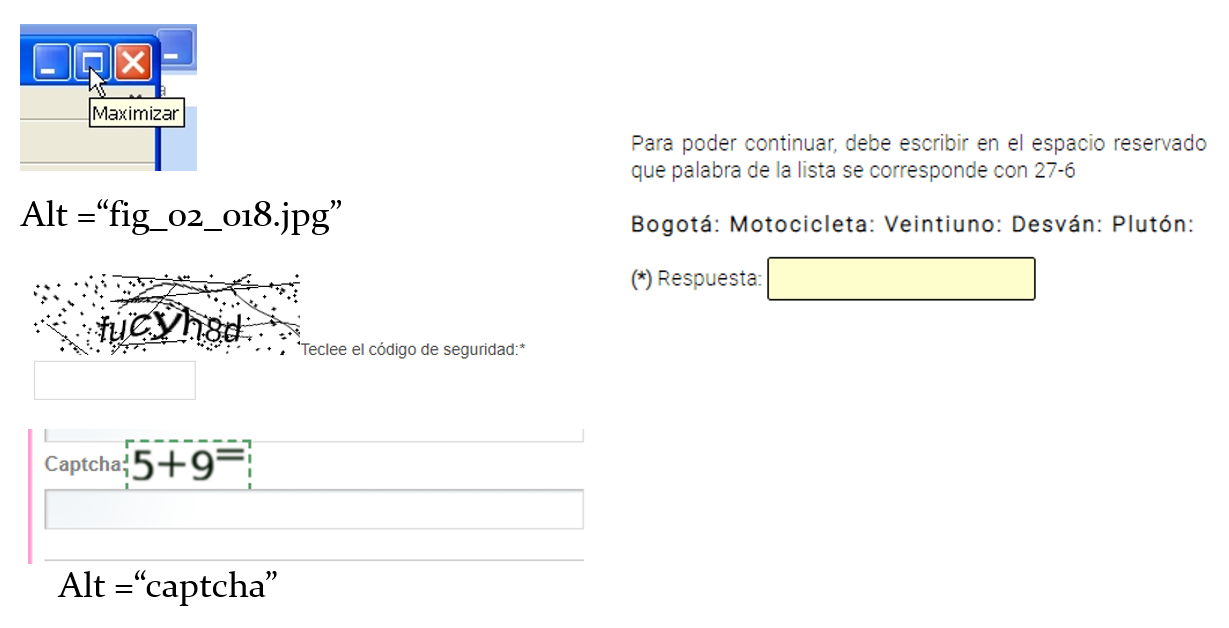 Maximizar
Alt =“fig_02_018.jpg”
fucyh8d
Teclee el código de seguridad:*
Captcha: 5+9=
Alt =“captcha”
Para poder continuar, debe escribir en el espacio reservado
que palabra de la lista se corresponde con 27-6
Bogotá: Motocicleta: Veintiuno: Desván: Plutón:
(*) Respuesta: